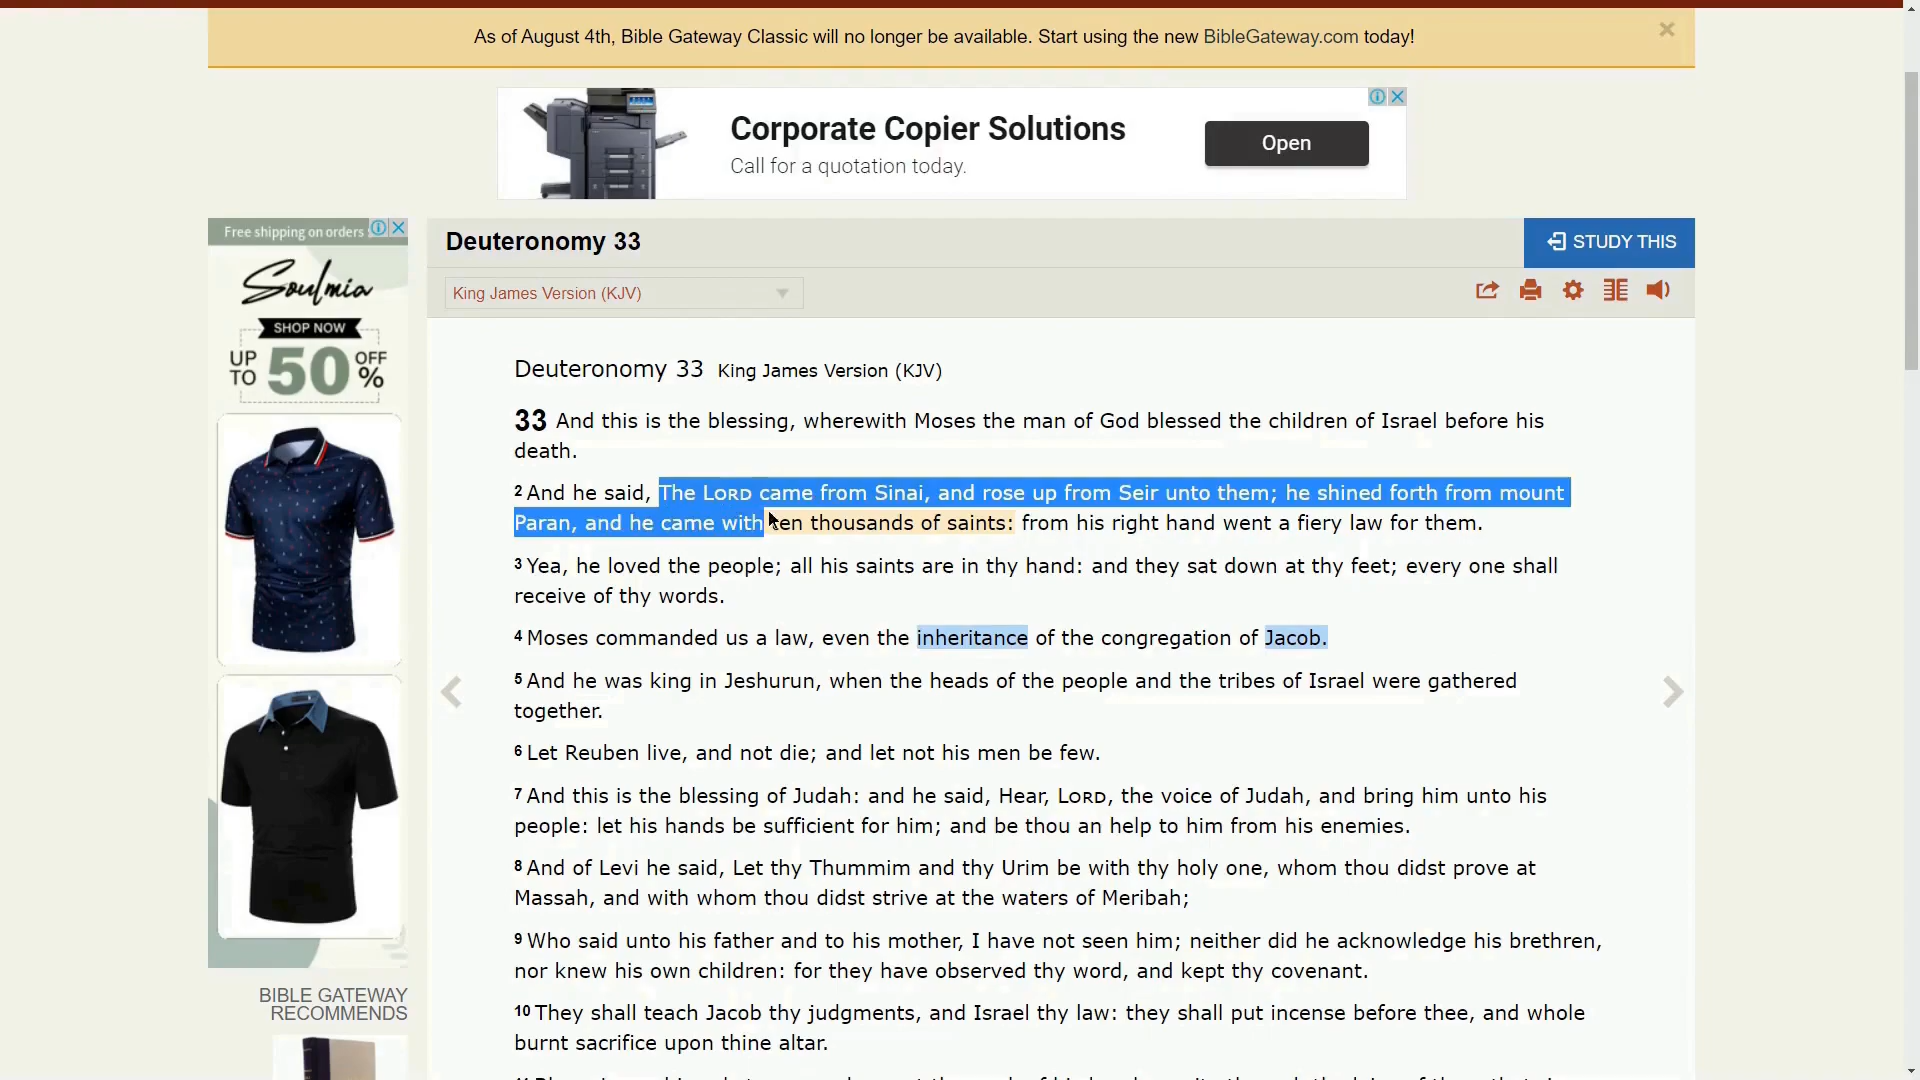 As of August 4th, Bible Gateway Classic will no longer be available. Start using the new BibleGateway.com today!
Corporate Copier Solutions
Call for a quotation today.
Open
Free shipping on orders
Soulmia
SHOP NOW
UP TO 50 OFF %
Deuteronomy 33
STUDY THIS
King James Version (KJV)
Deuteronomy 33 King James Version (KJV)
33 And this is the blessing, wherewith Moses the man of God blessed the children of Israel before his
death.
2 And he said, The LORD came from Sinai, and rose up from Seir unto them; he shined forth from mount
Paran, and he came with ten thousands of saints: from his right hand went a fiery law for them.
3 Yea, he loved the people; all his saints are in thy hand: and they sat down at thy feet; every one shall
receive of thy words.
4 Moses commanded us a law, even the inheritance of the congregation of Jacob.
5 And he was king in Jeshurun, when the heads of the people and the tribes of Israel were gathered
together.
6 Let Reuben live, and not die; and let not his men be few.
7 And this is the blessing of Judah: and he said, Hear, LORD, the voice of Judah, and bring him unto his
people: let his hands be sufficient for him; and be thou an help to him from his enemies.
8 And of Levi he said, Let thy Thummim and thy Urim be with thy holy one, whom thou didst prove at
Massah, and with whom thou didst strive at the waters of Meribah;
9 Who said unto his father and to his mother, I have not seen him; neither did he acknowledge his brethren,
nor knew his own children: for they have observed thy word, and kept thy covenant.
10 They shall teach Jacob thy judgments, and Israel thy law: they shall put incense before thee, and whole
burnt sacrifice upon thine altar.
BIBLE GATEWAY
RECOMMENDS